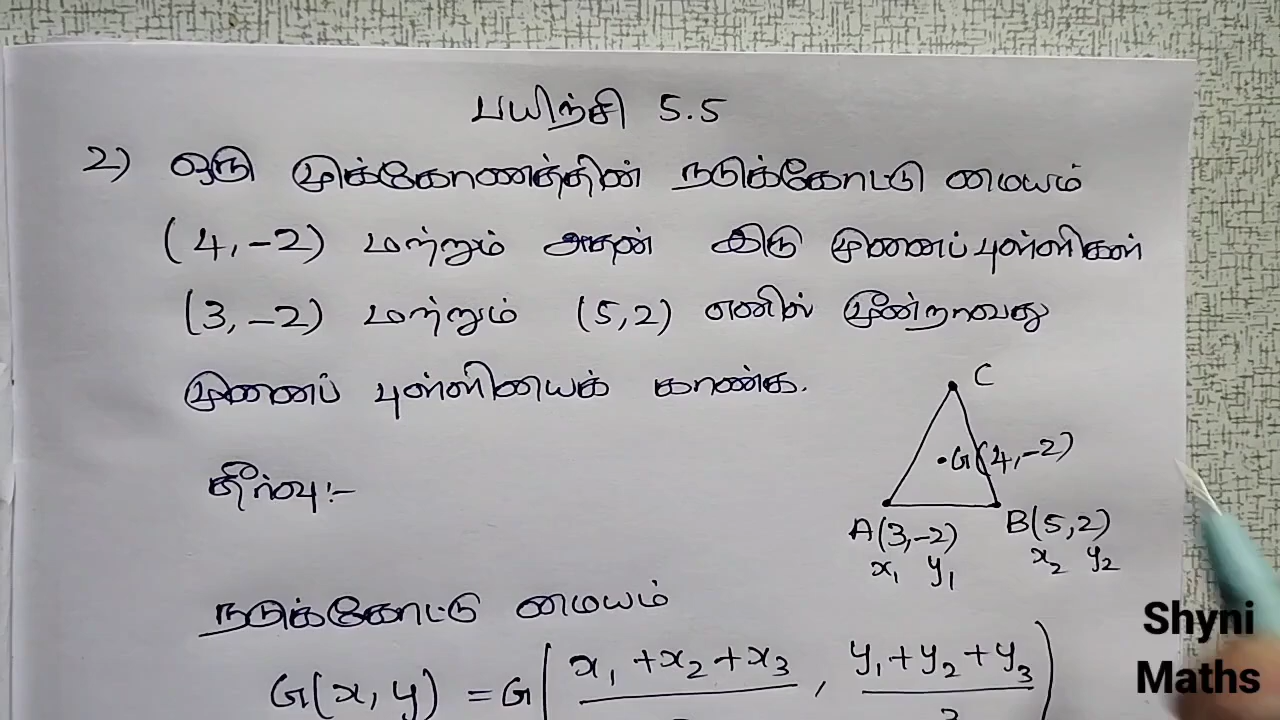 பயிற்சி 5.5
2) ஒரு முக்கோணத்தின் நடுக்கோட்டு மையம்
(4,-2) மற்றும் அதன் இரு முனைப்புள்ளிகள்
(3,-2) மற்றும் (5,2) எனில் மூன்றாவது
முனைப் புள்ளியைக் காண்க.
C
G(4,-2)
தீர்வு:-
A(3,-2) B(5,2)
x₁ y₁ x₂ y₂
நடுக்கோட்டு மையம்
G(x,y) = G(x₁+x₂+x₃ , y₁+y₂+y₃)
Shyni
Maths